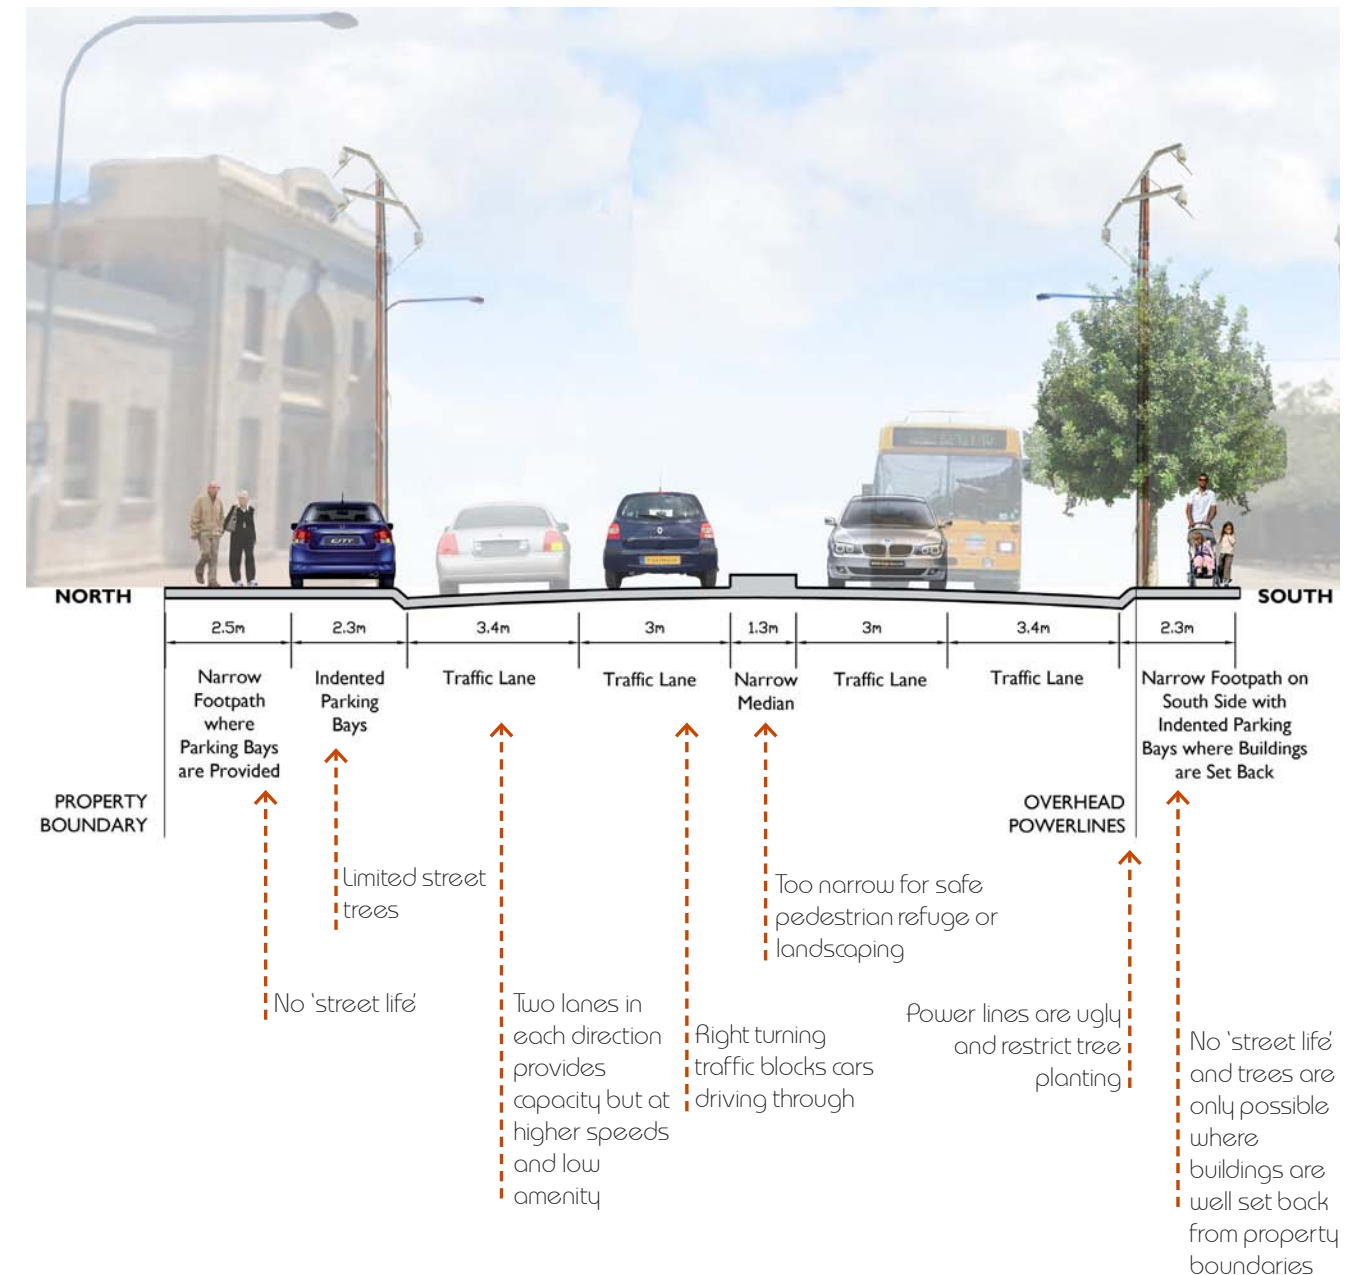 NORTH
SOUTH
2.5m
2.3m
3.4m
3m
1.3m
3m
3.4m
2.3m
Narrow
Footpath
where
Parking Bays
are Provided
Indented
Parking
Bays
Traffic Lane
Traffic Lane
Narrow
Median
Traffic Lane
Traffic Lane
Narrow Footpath on
South Side with
Indented Parking
Bays where Buildings
are Set Back
PROPERTY
BOUNDARY
OVERHEAD
POWERLINES
Limited street
trees
Too narrow for safe
pedestrian refuge or
landscaping
No 'street life'
Two lanes in
each direction
provides
capacity but at
higher speeds
and low
amenity
Right turning
traffic blocks cars
driving through
Power lines are ugly
and restrict tree
planting
No 'street life'
and trees are
only possible
where
buildings are
well set back
from property
boundaries
CITY